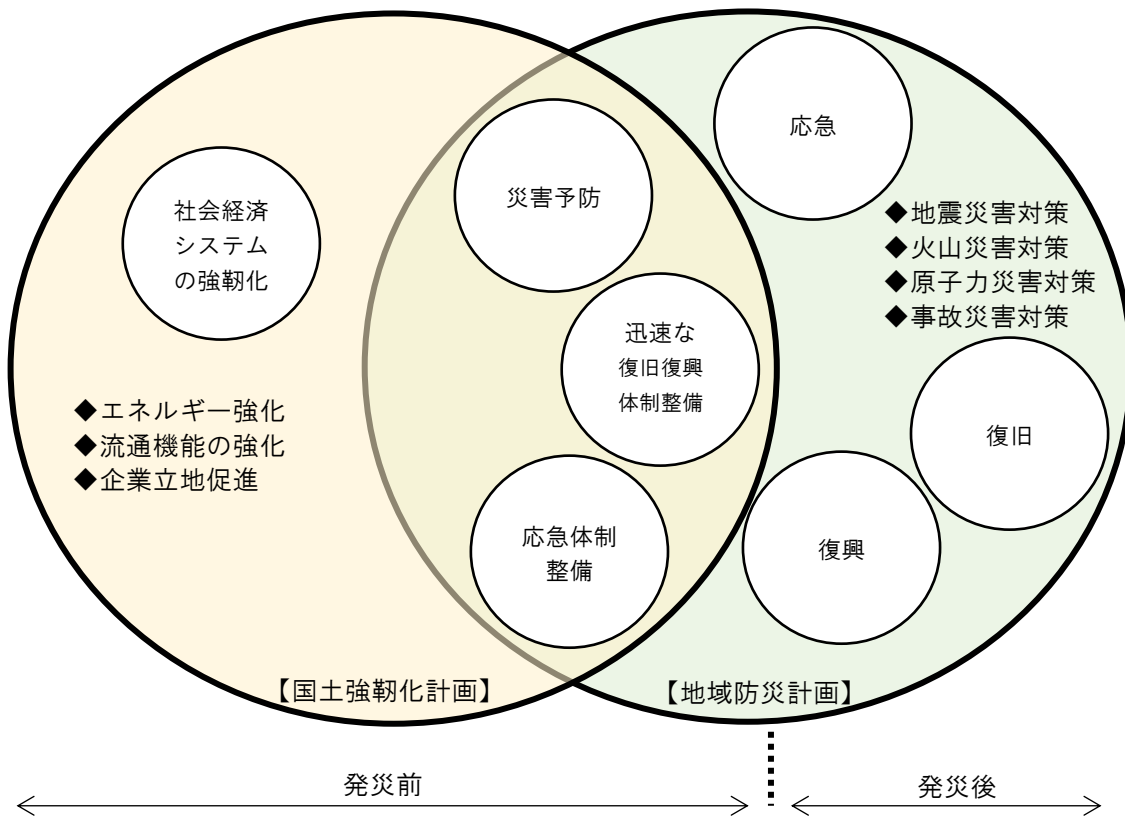 社会経済
システム
の強靭化
◆エネルギー強化
◆流通機能の強化
◆企業立地促進
災害予防
迅速な
復旧復興
体制整備
応急体制
整備
応急
◆地震災害対策
◆火山災害対策
◆原子力災害対策
◆事故災害対策
復旧
復興
【国土強靭化計画】
【地域防災計画】
発災前
発災後